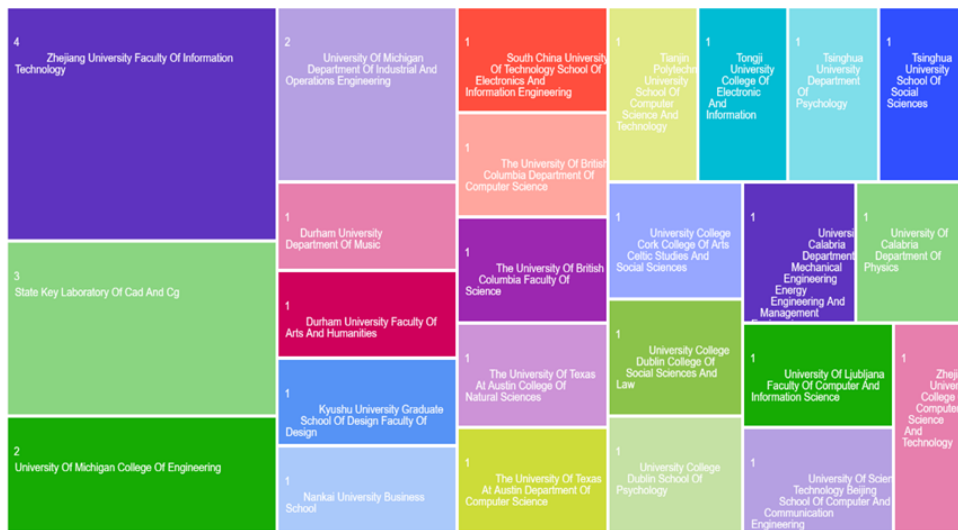 4
Zhejiang University Faculty Of Information
Technology
3
State Key Laboratory Of Cad And Cg
2
University Of Michigan College Of Engineering
2
University Of Michigan
Department Of Industrial And
Operations Engineering
1
Durham University
Department Of Music
1
Durham University Faculty Of
Arts And Humanities
1
Kyushu University Graduate
School Of Design Faculty Of
Design
1
Nankai University Business
School
1
South China University
Of Technology School Of
Electronics And
Information Engineering
1
The University Of British
Columbia Department Of
Computer Science
1
The University Of British
Columbia Faculty Of
Science
1
The University Of Texas
At Austin College Of
Natural Sciences
1
The University Of Texas
At Austin Department Of
Computer Science
1
Tianjin
Polytechn
University
School Of
Computer
Science And
Technology
1
Tongji
University
College Of
Electronic
And
Information
1
Tsinghua
University
Department
Of
Psychology
1
Tsinghua
University
School Of
Social
Sciences
1
University College
Cork College Of Arts
Celtic Studies And
Social Sciences
1
University College
Dublin College Of
Social Sciences And
Law
1
University College
Dublin School Of
Psychology
1
Universi
Calabria
Department
Mechanical
Engineering
Energy
Engineering And
Management
1
University Of
Calabria
Department Of
Physics
1
University Of Ljubljana
Faculty Of Computer And
Information Science
1
University Of Scien
Technology Beijing
School Of Computer And
Communication
Engineering
1
Zheji
Unive
College
Compute
Science
And
Technology